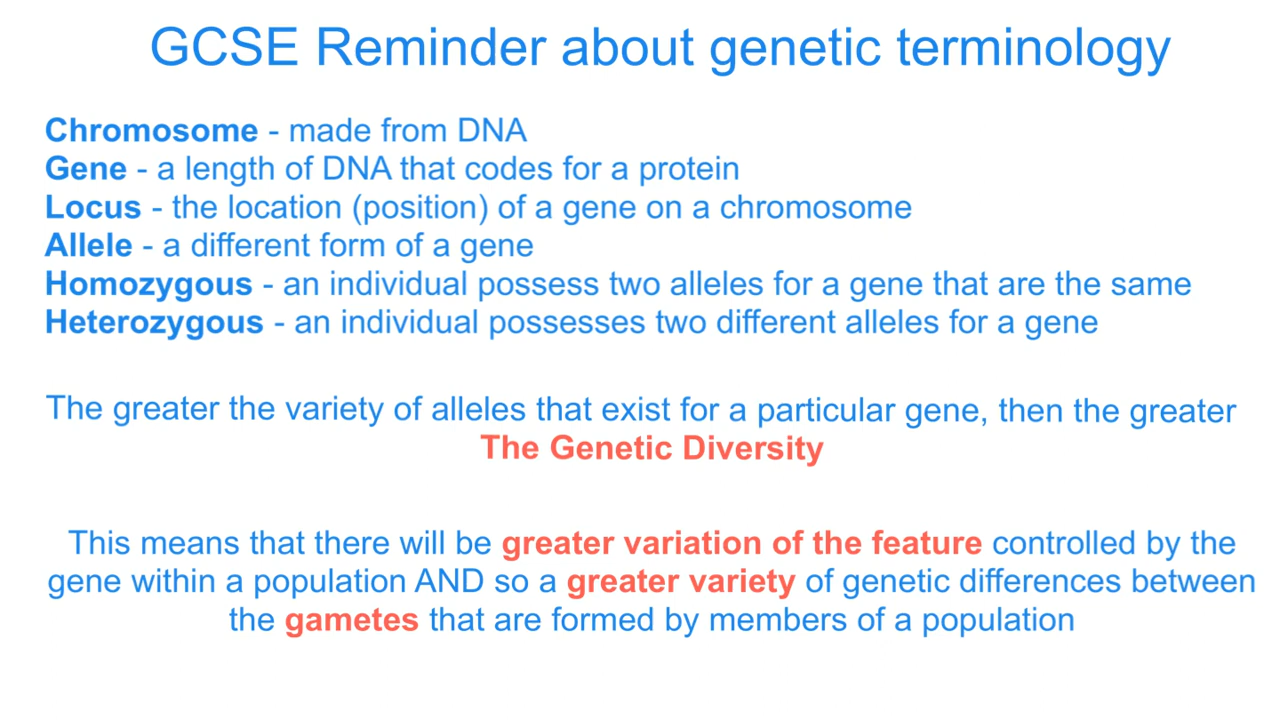 GCSE Reminder about genetic terminology
Chromosome - made from DNA
Gene - a length of DNA that codes for a protein
Locus - the location (position) of a gene on a chromosome
Allele - a different form of a gene
Homozygous - an individual possess two alleles for a gene that are the same
Heterozygous - an individual possesses two different alleles for a gene
The greater the variety of alleles that exist for a particular gene, then the greater
The Genetic Diversity
This means that there will be greater variation of the feature controlled by the
gene within a population AND so a greater variety of genetic differences between
the gametes that are formed by members of a population